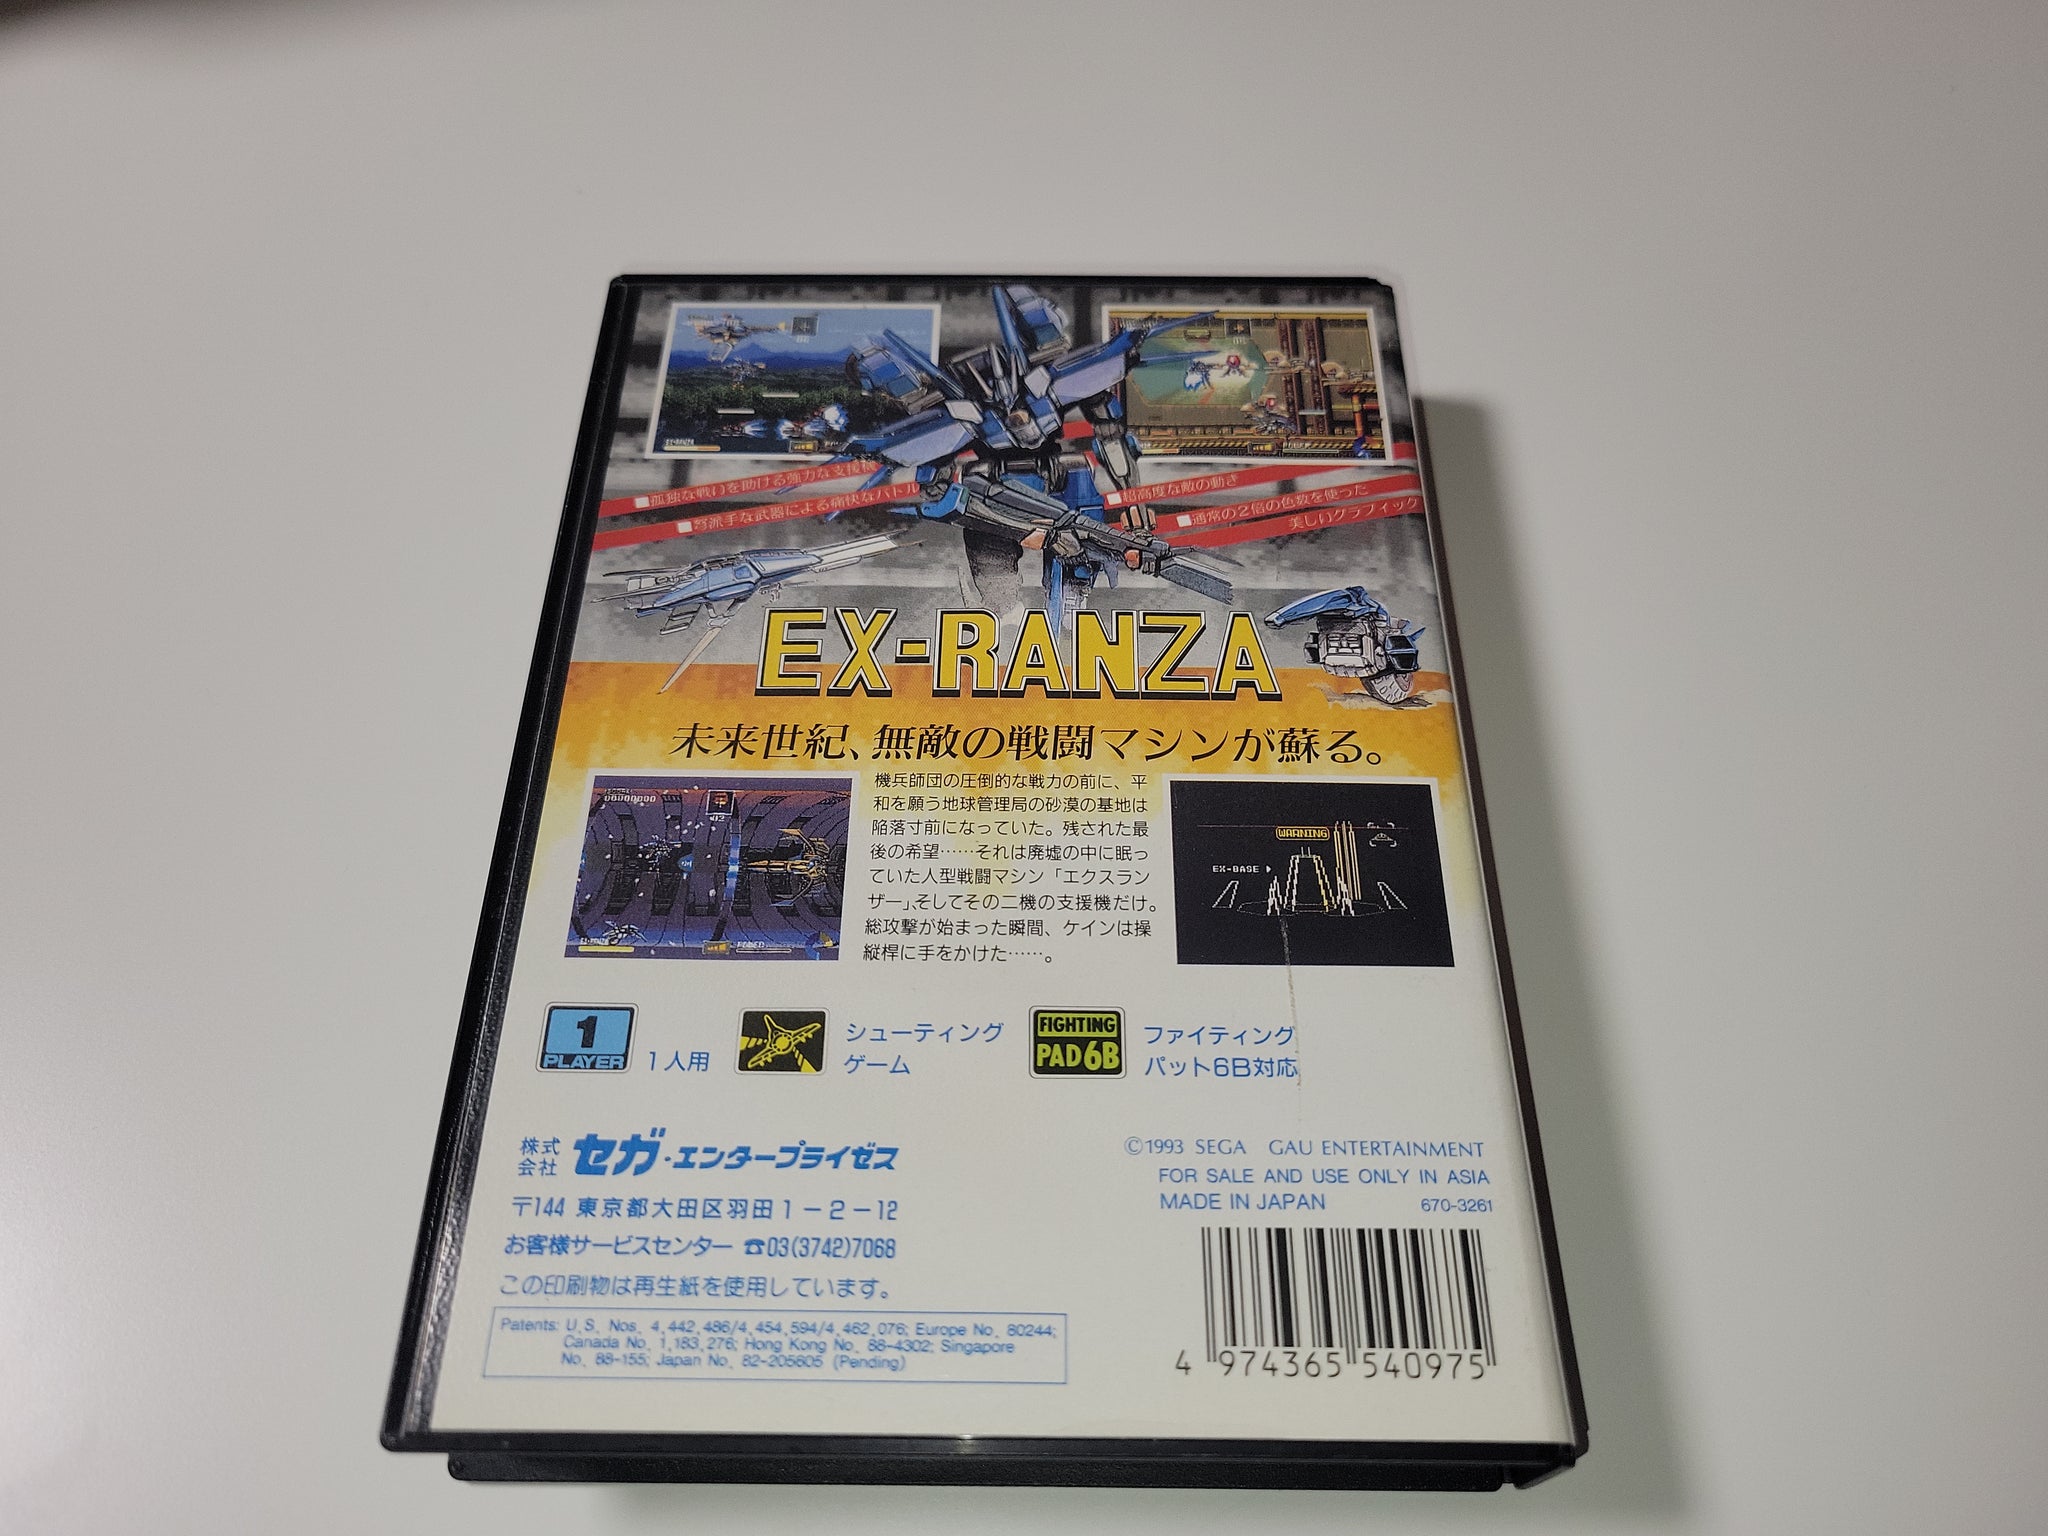 ■孤独な戦いを助ける強力な支援機
■弩派手な武器による痛快なバトル
■超高度な敵の動き
■通常の2倍の色数を使った
美しいグラフィック
EX-RANZA
EX-RANZA
未来世紀、無敵の戦闘マシンが蘇る。
機兵師団の圧倒的な戦力の前に、平
和を願う地球管理局の砂漠の基地は
陥落寸前になっていた。残された最
後の希望……それは廃墟の中に眠っ
ていた人型戦闘マシン「エクスラン
ザー」、そしてその二機の支援機だけ。
総攻撃が始まった瞬間、ケインは操
縦桿に手をかけた……。
00000000
02
POWER
WARNING
EX-BASE
1
PLAYER
1人用
シューティング
ゲーム
FIGHTING
PAD 6B
ファイティング
パット6B対応
株式
会社
セガ・エンタープライゼス
〒144 東京都大田区羽田1-2-12
お客様サービスセンター ☎03(3742)7068
この印刷物は再生紙を使用しています。
Patents: U.S. Nos. 4,442,486/4,454,594/4,462,076; Europe No. 80244;
Canada No. 1,183,276; Hong Kong No. 88-4302; Singapore
No. 88-155; Japan No. 82-205605 (Pending)
©1993 SEGA GAU ENTERTAINMENT
FOR SALE AND USE ONLY IN ASIA
MADE IN JAPAN 670-3261
4 974365 540975